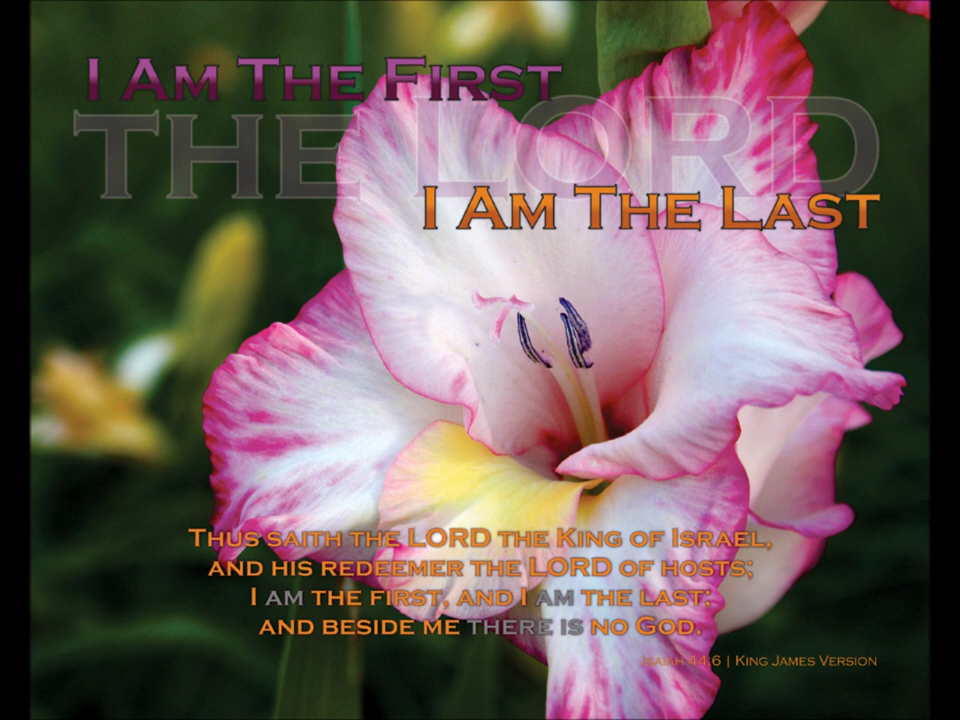 I AM THE FIRST
THE LORD
I AM THE LAST
THUS SAITH THE LORD THE KING OF ISRAEL,
AND HIS REDEEMER THE LORD OF HOSTS;
I AM THE FIRST, AND I AM THE LAST;
AND BESIDE ME THERE IS NO GOD.
ISAIAH 44:6 | KING JAMES VERSION